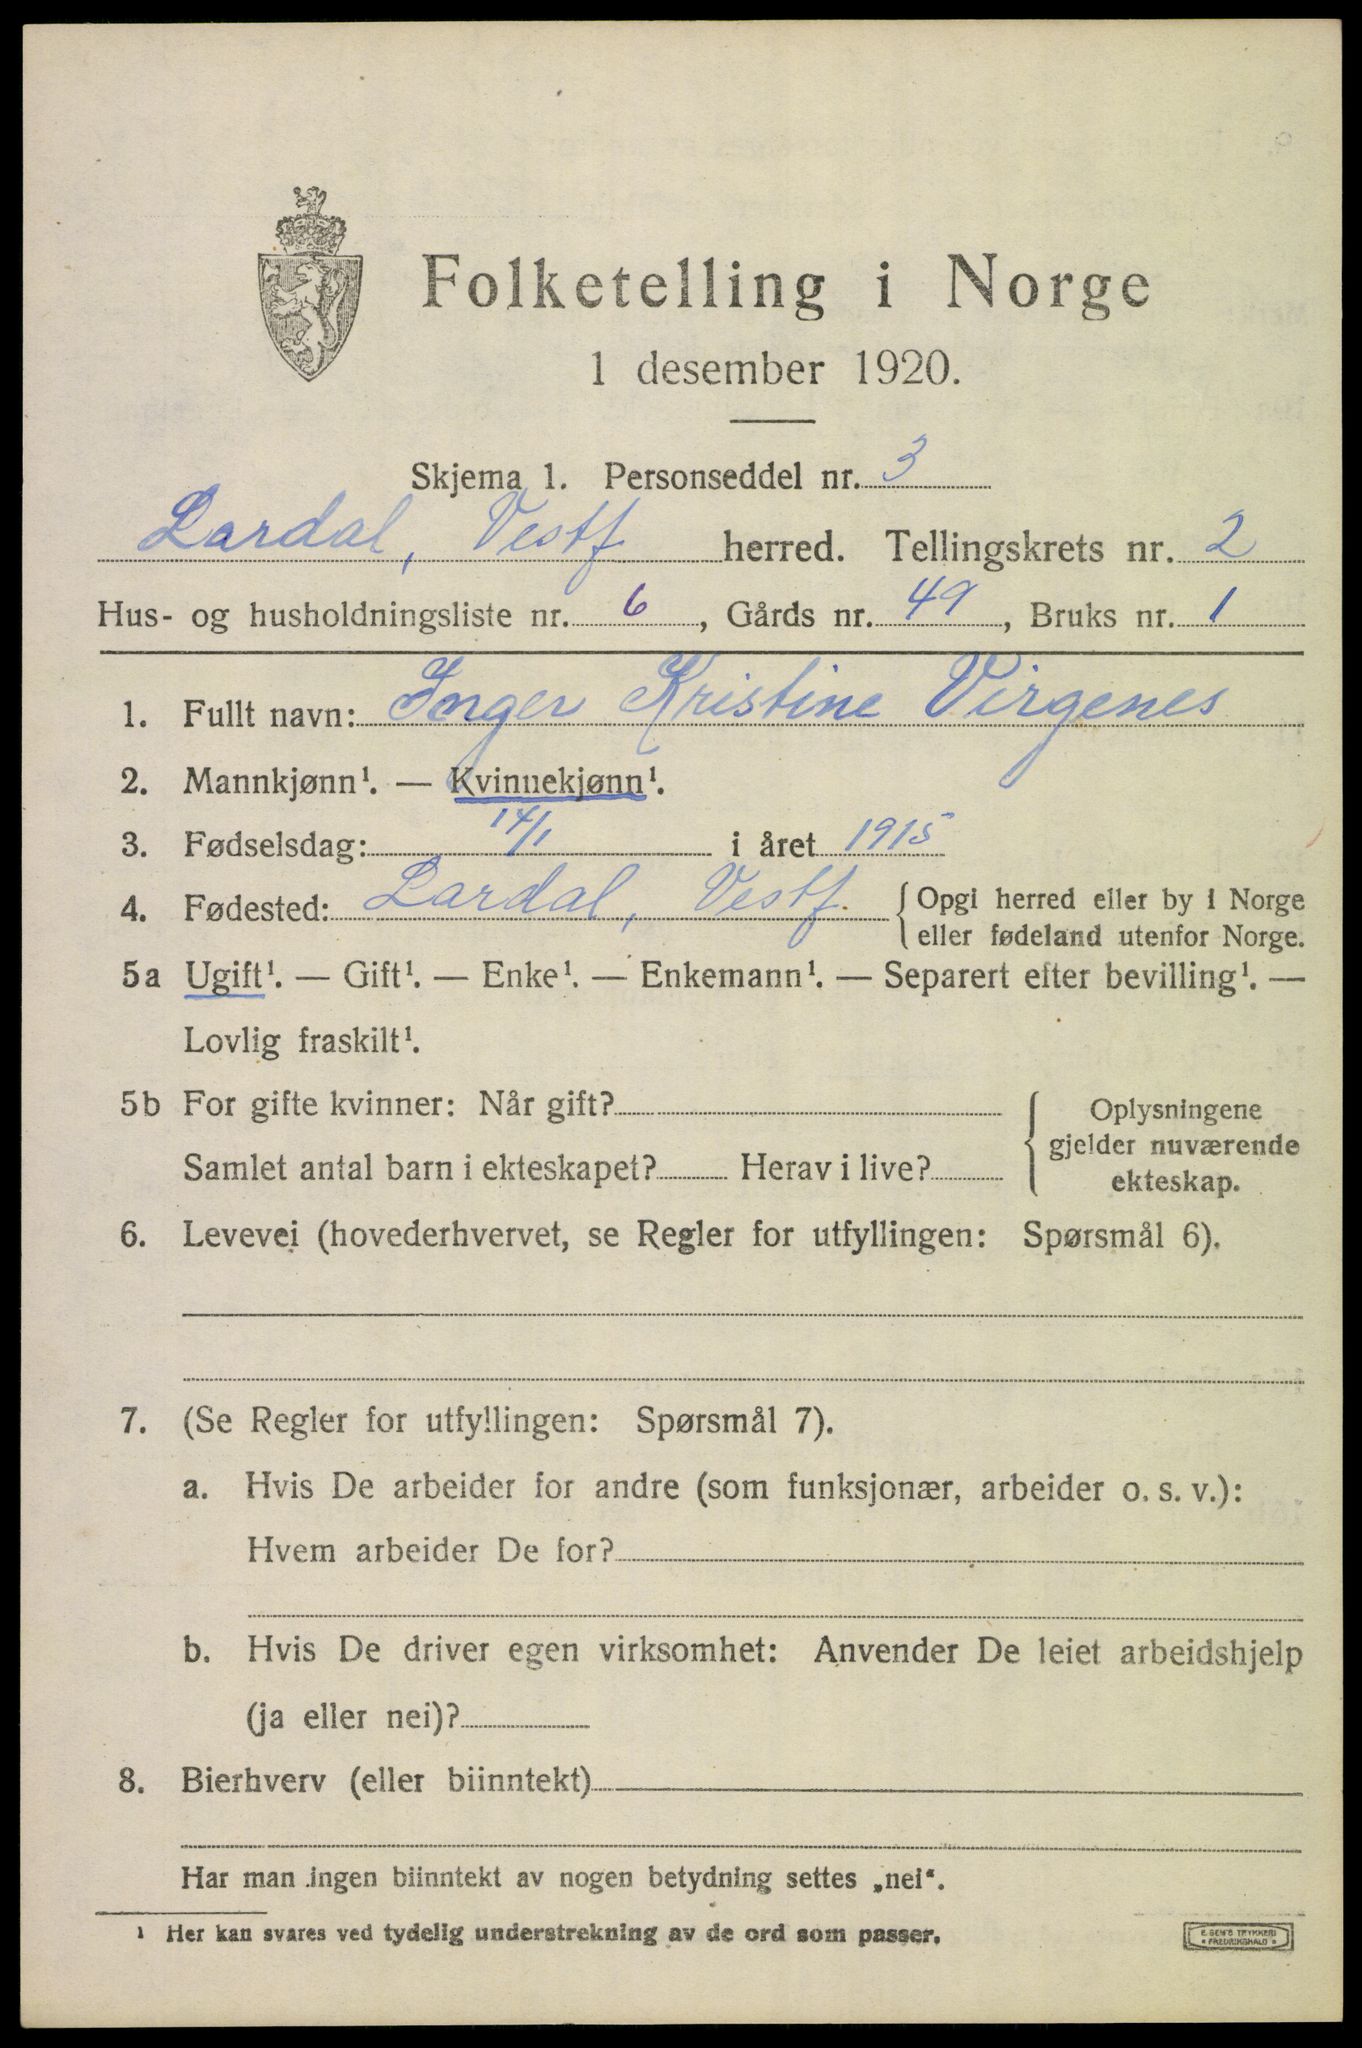 Folketelling i Norge
1 desember 1920.
Skjema 1. Personseddel nr. 3
Lardal, Vestf. herred. Tellingskrets nr. 2
Hus- og husholdningsliste nr. 6, Gårds nr. 49, Bruks nr. 1
1. Fullt navn: Inger Kristine Virgenes
2. Mannkjønn¹. — Kvinnekjønn¹.
3. Fødselsdag: 14/1 i året 1915
4. Fødested: Lardal, Vestf. { Opgi herred eller by i Norge
eller fødeland utenfor Norge.
5a Ugift¹. — Gift¹. — Enke¹. — Enkemann¹. — Separert efter bevilling¹. —
Lovlig fraskilt¹.
5b For gifte kvinner: Når gift?
Samlet antal barn i ekteskapet? Herav i live?
Oplysningene
gjelder nuværende
ekteskap.
6. Levevei (hovederhvervet, se Regler for utfyllingen: Spørsmål 6).
7. (Se Regler for utfyllingen: Spørsmål 7).
a. Hvis De arbeider for andre (som funksjonær, arbeider o. s. v.):
Hvem arbeider De for?
b. Hvis De driver egen virksomhet: Anvender De leiet arbeidshjelp
(ja eller nei)?
8. Bierhverv (eller biinntekt)
Har man ingen biinntekt av nogen betydning settes „nei“.
¹ Her kan svares ved tydelig understrekning av de ord som passer.
E. SEM'S TRYKKERI
* FREDRIKSHALD *